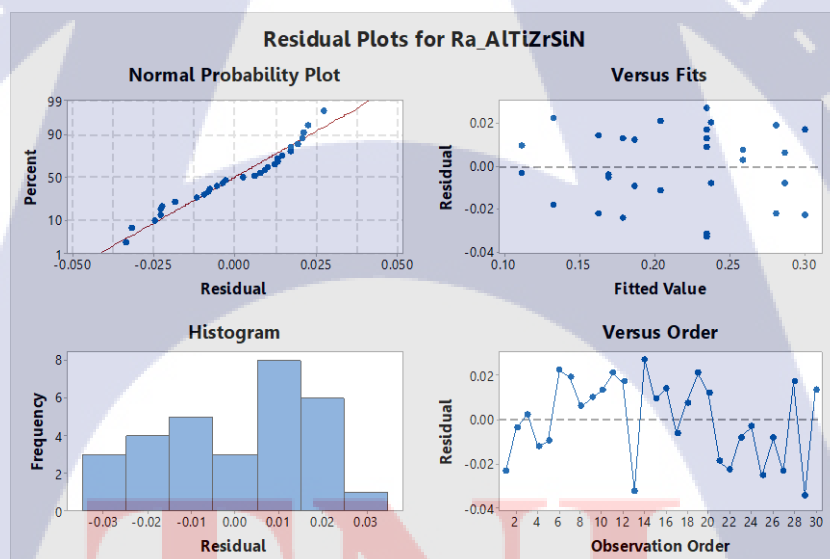 Residual Plots for Ra_AlTiZrSiN
Normal Probability Plot
Versus Fits
99
90
50
10
1
Percent
-0.050 -0.025 0.000 0.025 0.050
Residual
0.02
0.00
-0.02
-0.04
Residual
0.10 0.15 0.20 0.25 0.30
Fitted Value
Histogram
Versus Order
8
6
4
2
0
Frequency
-0.03 -0.02 -0.01 0.00 0.01 0.02 0.03
Residual
0.02
0.00
-0.02
-0.04
Residual
2 4 6 8 10 12 14 16 18 20 22 24 26 28 30
Observation Order